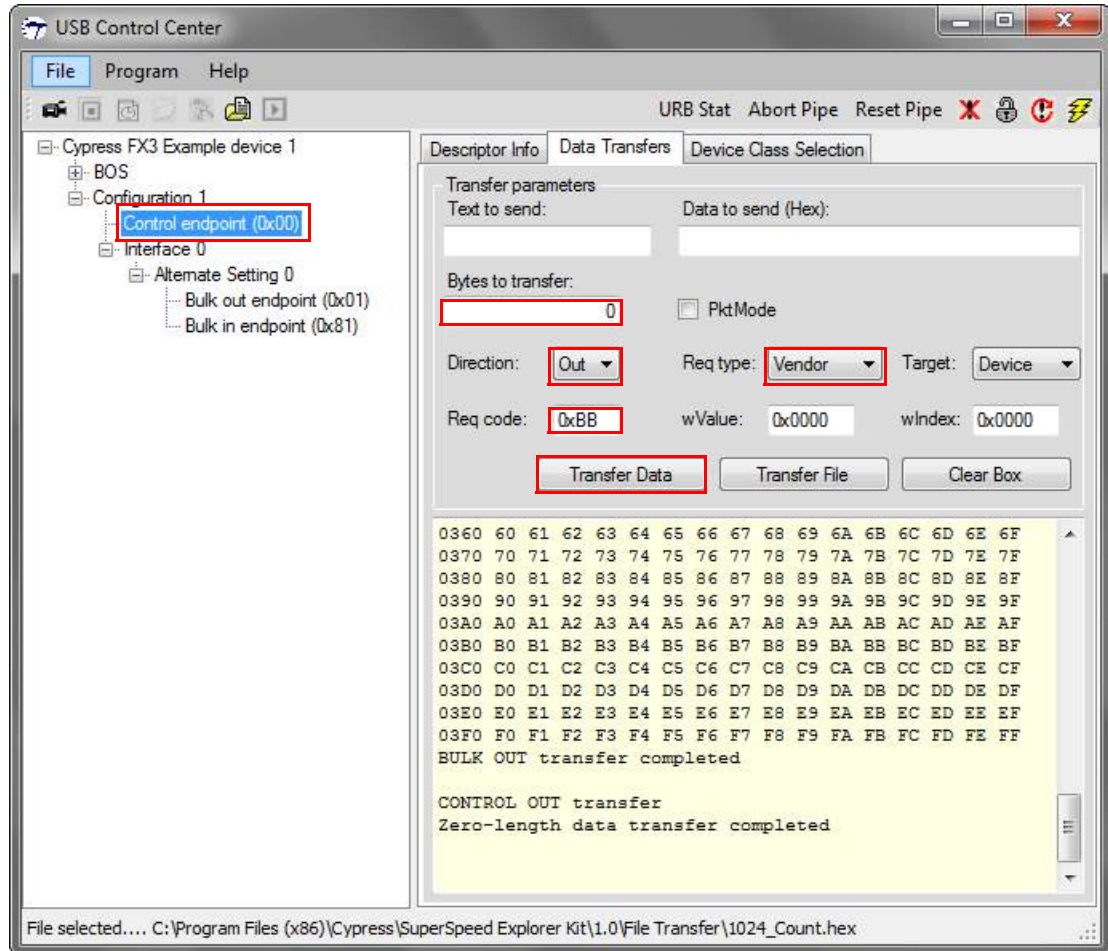 USB Control Center
File Program Help
URB Stat Abort Pipe Reset Pipe
Cypress FX3 Example device 1
BOS
Configuration 1
Control endpoint (0x00)
Interface 0
Alternate Setting 0
Bulk out endpoint (0x01)
Bulk in endpoint (0x81)
Descriptor Info Data Transfers Device Class Selection
Transfer parameters
Text to send: Data to send (Hex):
Bytes to transfer:
0 PktMode
Direction: Out Req type: Vendor Target: Device
Req code: 0xBB wValue: 0x0000 wIndex: 0x0000
Transfer Data Transfer File Clear Box
0360 60 61 62 63 64 65 66 67 68 69 6A 6B 6C 6D 6E 6F
0370 70 71 72 73 74 75 76 77 78 79 7A 7B 7C 7D 7E 7F
0380 80 81 82 83 84 85 86 87 88 89 8A 8B 8C 8D 8E 8F
0390 90 91 92 93 94 95 96 97 98 99 9A 9B 9C 9D 9E 9F
03A0 A0 A1 A2 A3 A4 A5 A6 A7 A8 A9 AA AB AC AD AE AF
03B0 B0 B1 B2 B3 B4 B5 B6 B7 B8 B9 BA BB BC BD BE BF
03C0 C0 C1 C2 C3 C4 C5 C6 C7 C8 C9 CA CB CC CD CE CF
03D0 D0 D1 D2 D3 D4 D5 D6 D7 D8 D9 DA DB DC DD DE DF
03E0 E0 E1 E2 E3 E4 E5 E6 E7 E8 E9 EA EB EC ED EE EF
03F0 F0 F1 F2 F3 F4 F5 F6 F7 F8 F9 FA FB FC FD FE FF
BULK OUT transfer completed
CONTROL OUT transfer
Zero-length data transfer completed
File selected.... C:\Program Files (x86)\Cypress\SuperSpeed Explorer Kit\1.0\File Transfer\1024_Count.hex